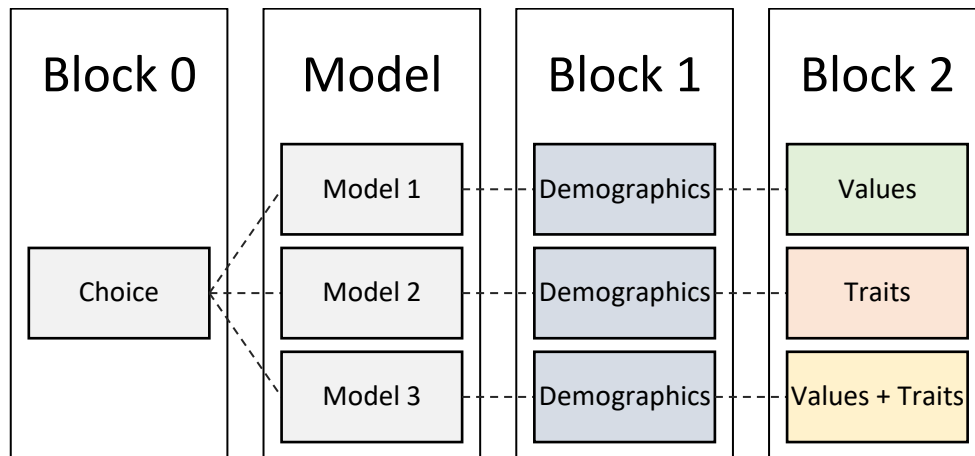 Block 0
Model
Block 1
Block 2
Model 1
Demographics
Values
Choice
Model 2
Demographics
Traits
Model 3
Demographics
Values + Traits